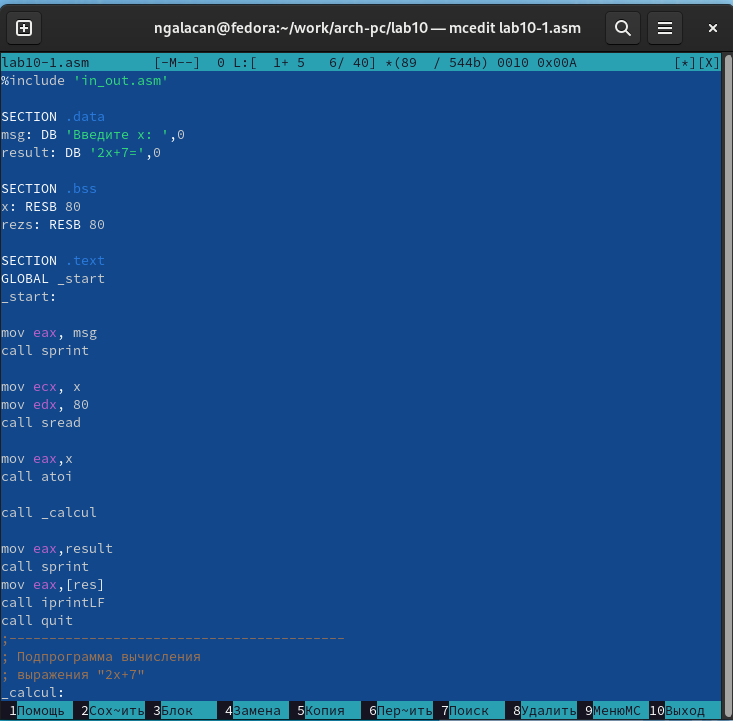 ngalacan@fedora:~/work/arch-pc/lab10 — mcedit lab10-1.asm
lab10-1.asm [-M--] 0 L:[ 1+ 5 6/ 40] *(89 / 544b) 0010 0x00A [*][X]
%include 'in_out.asm'
SECTION .data
msg: DB 'Введите x: ',0
result: DB '2x+7=',0
SECTION .bss
x: RESB 80
rezs: RESB 80
SECTION .text
GLOBAL _start
_start:
mov eax, msg
call sprint
mov ecx, x
mov edx, 80
call sread
mov eax,x
call atoi
call _calcul
mov eax,result
call sprint
mov eax,[res]
call iprintLF
call quit
;------------------------------------------
; Подпрограмма вычисления
; выражения "2x+7"
_calcul:
1Помощь 2Сох~ить 3Блок 4Замена 5Копия 6Пер~ить 7Поиск 8Удалить 9МенюMC 10Выход